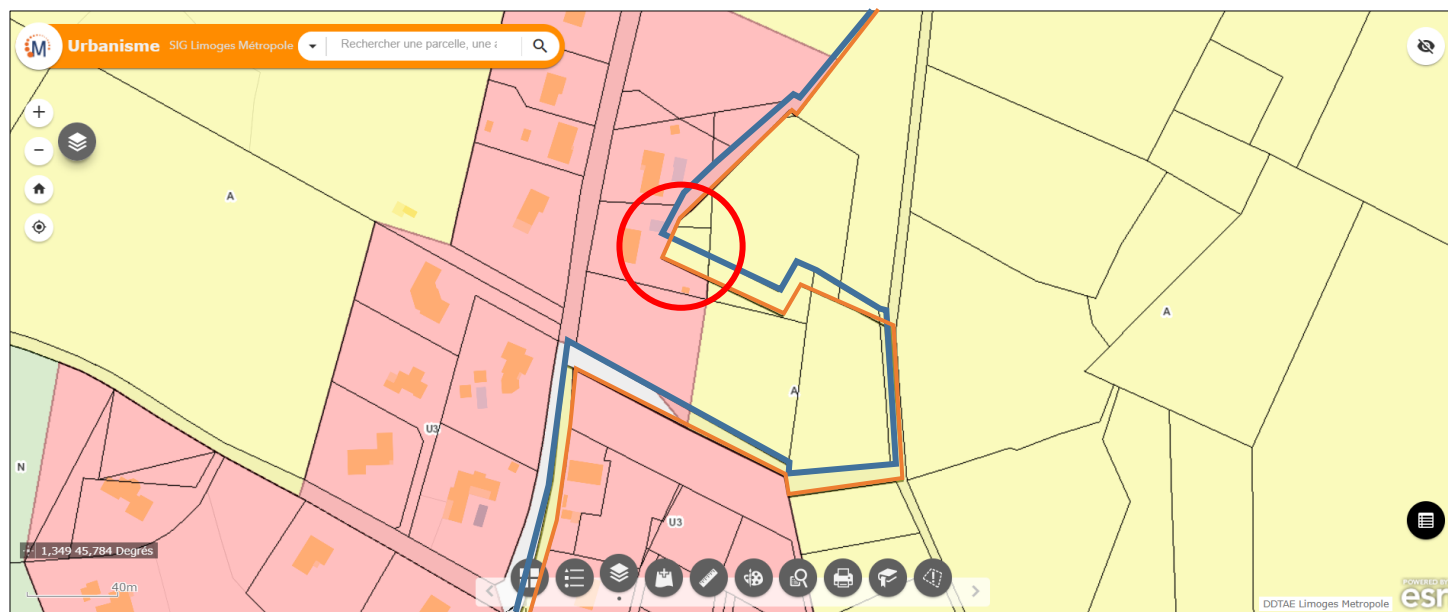 M
Urbanisme SIG Limoges Métropole Rechercher une parcelle, une a
A
A
A
U3
N
U3
1,349 45,784 Degrés
40m
POWERED BY
esri
DDTAE Limoges Metropole